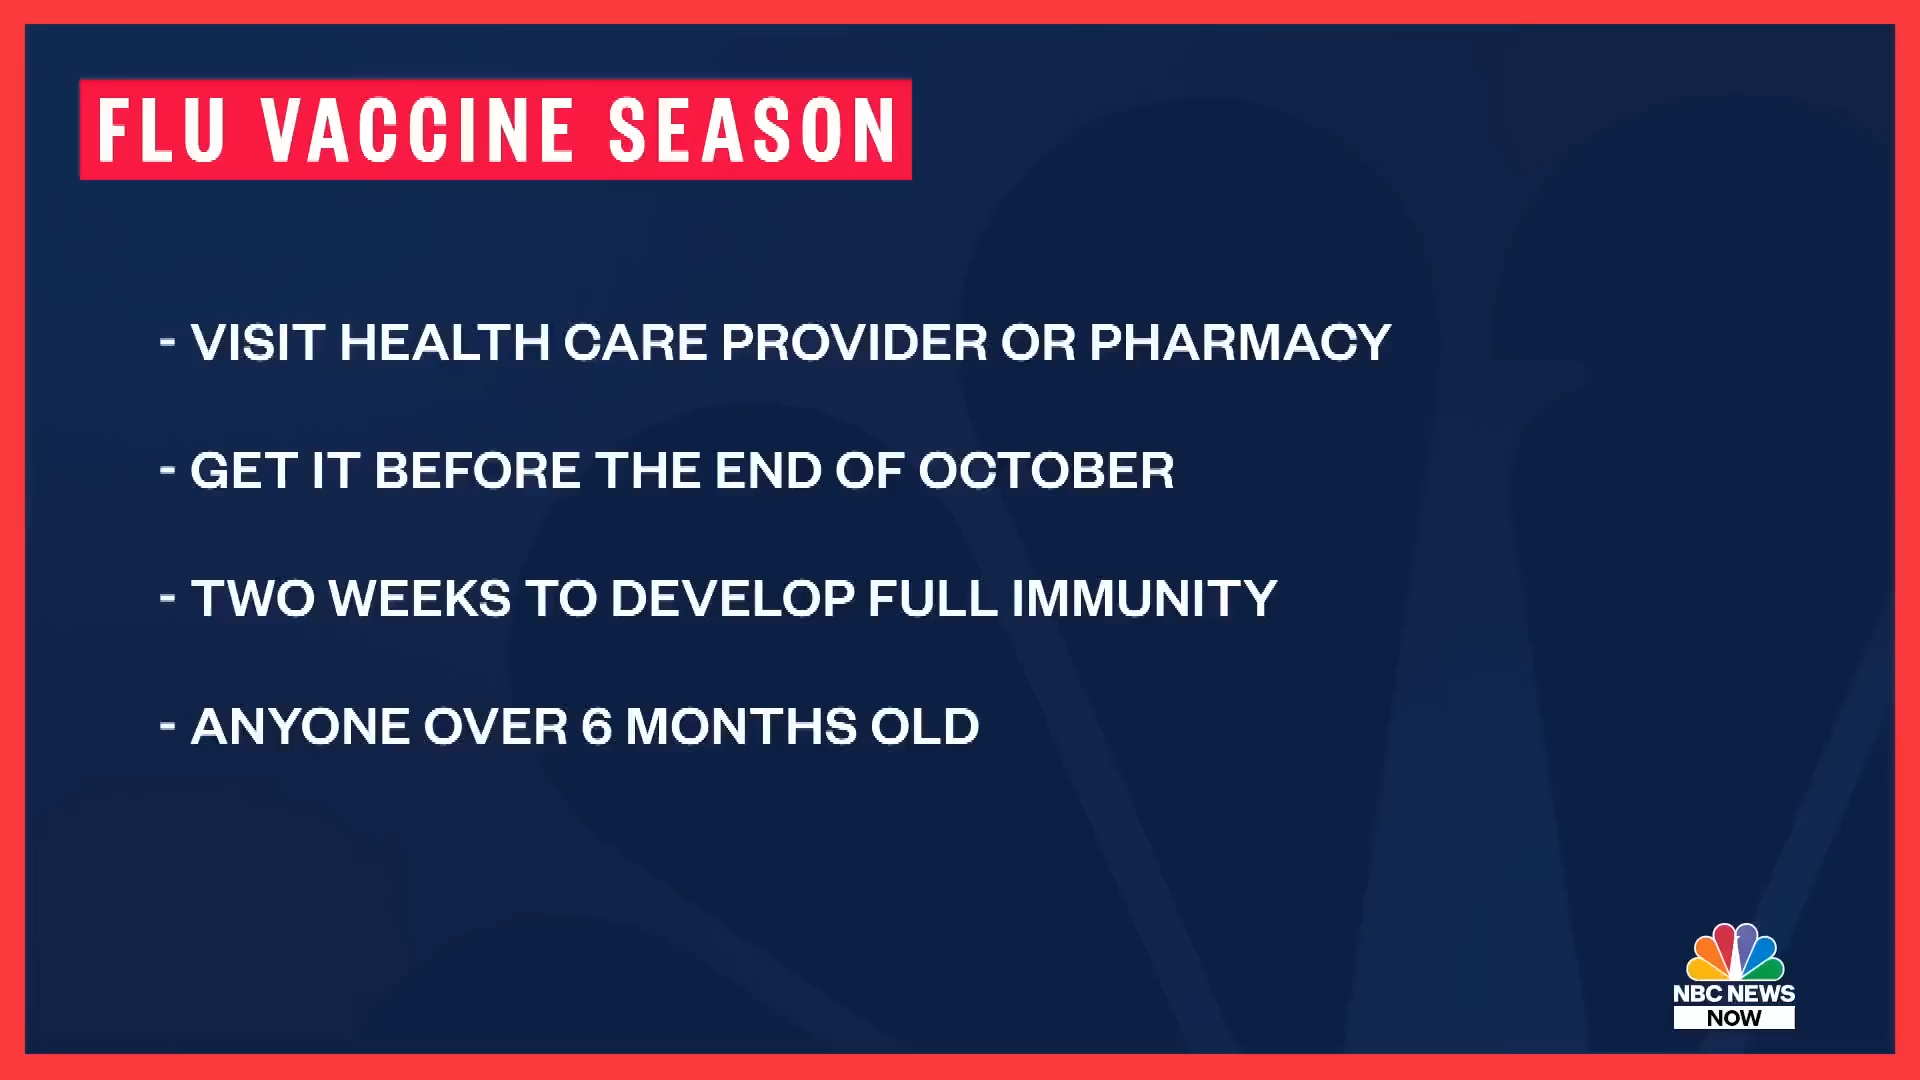 FLU VACCINE SEASON
- VISIT HEALTH CARE PROVIDER OR PHARMACY
- GET IT BEFORE THE END OF OCTOBER
- TWO WEEKS TO DEVELOP FULL IMMUNITY
- ANYONE OVER 6 MONTHS OLD
NBC NEWS
NOW